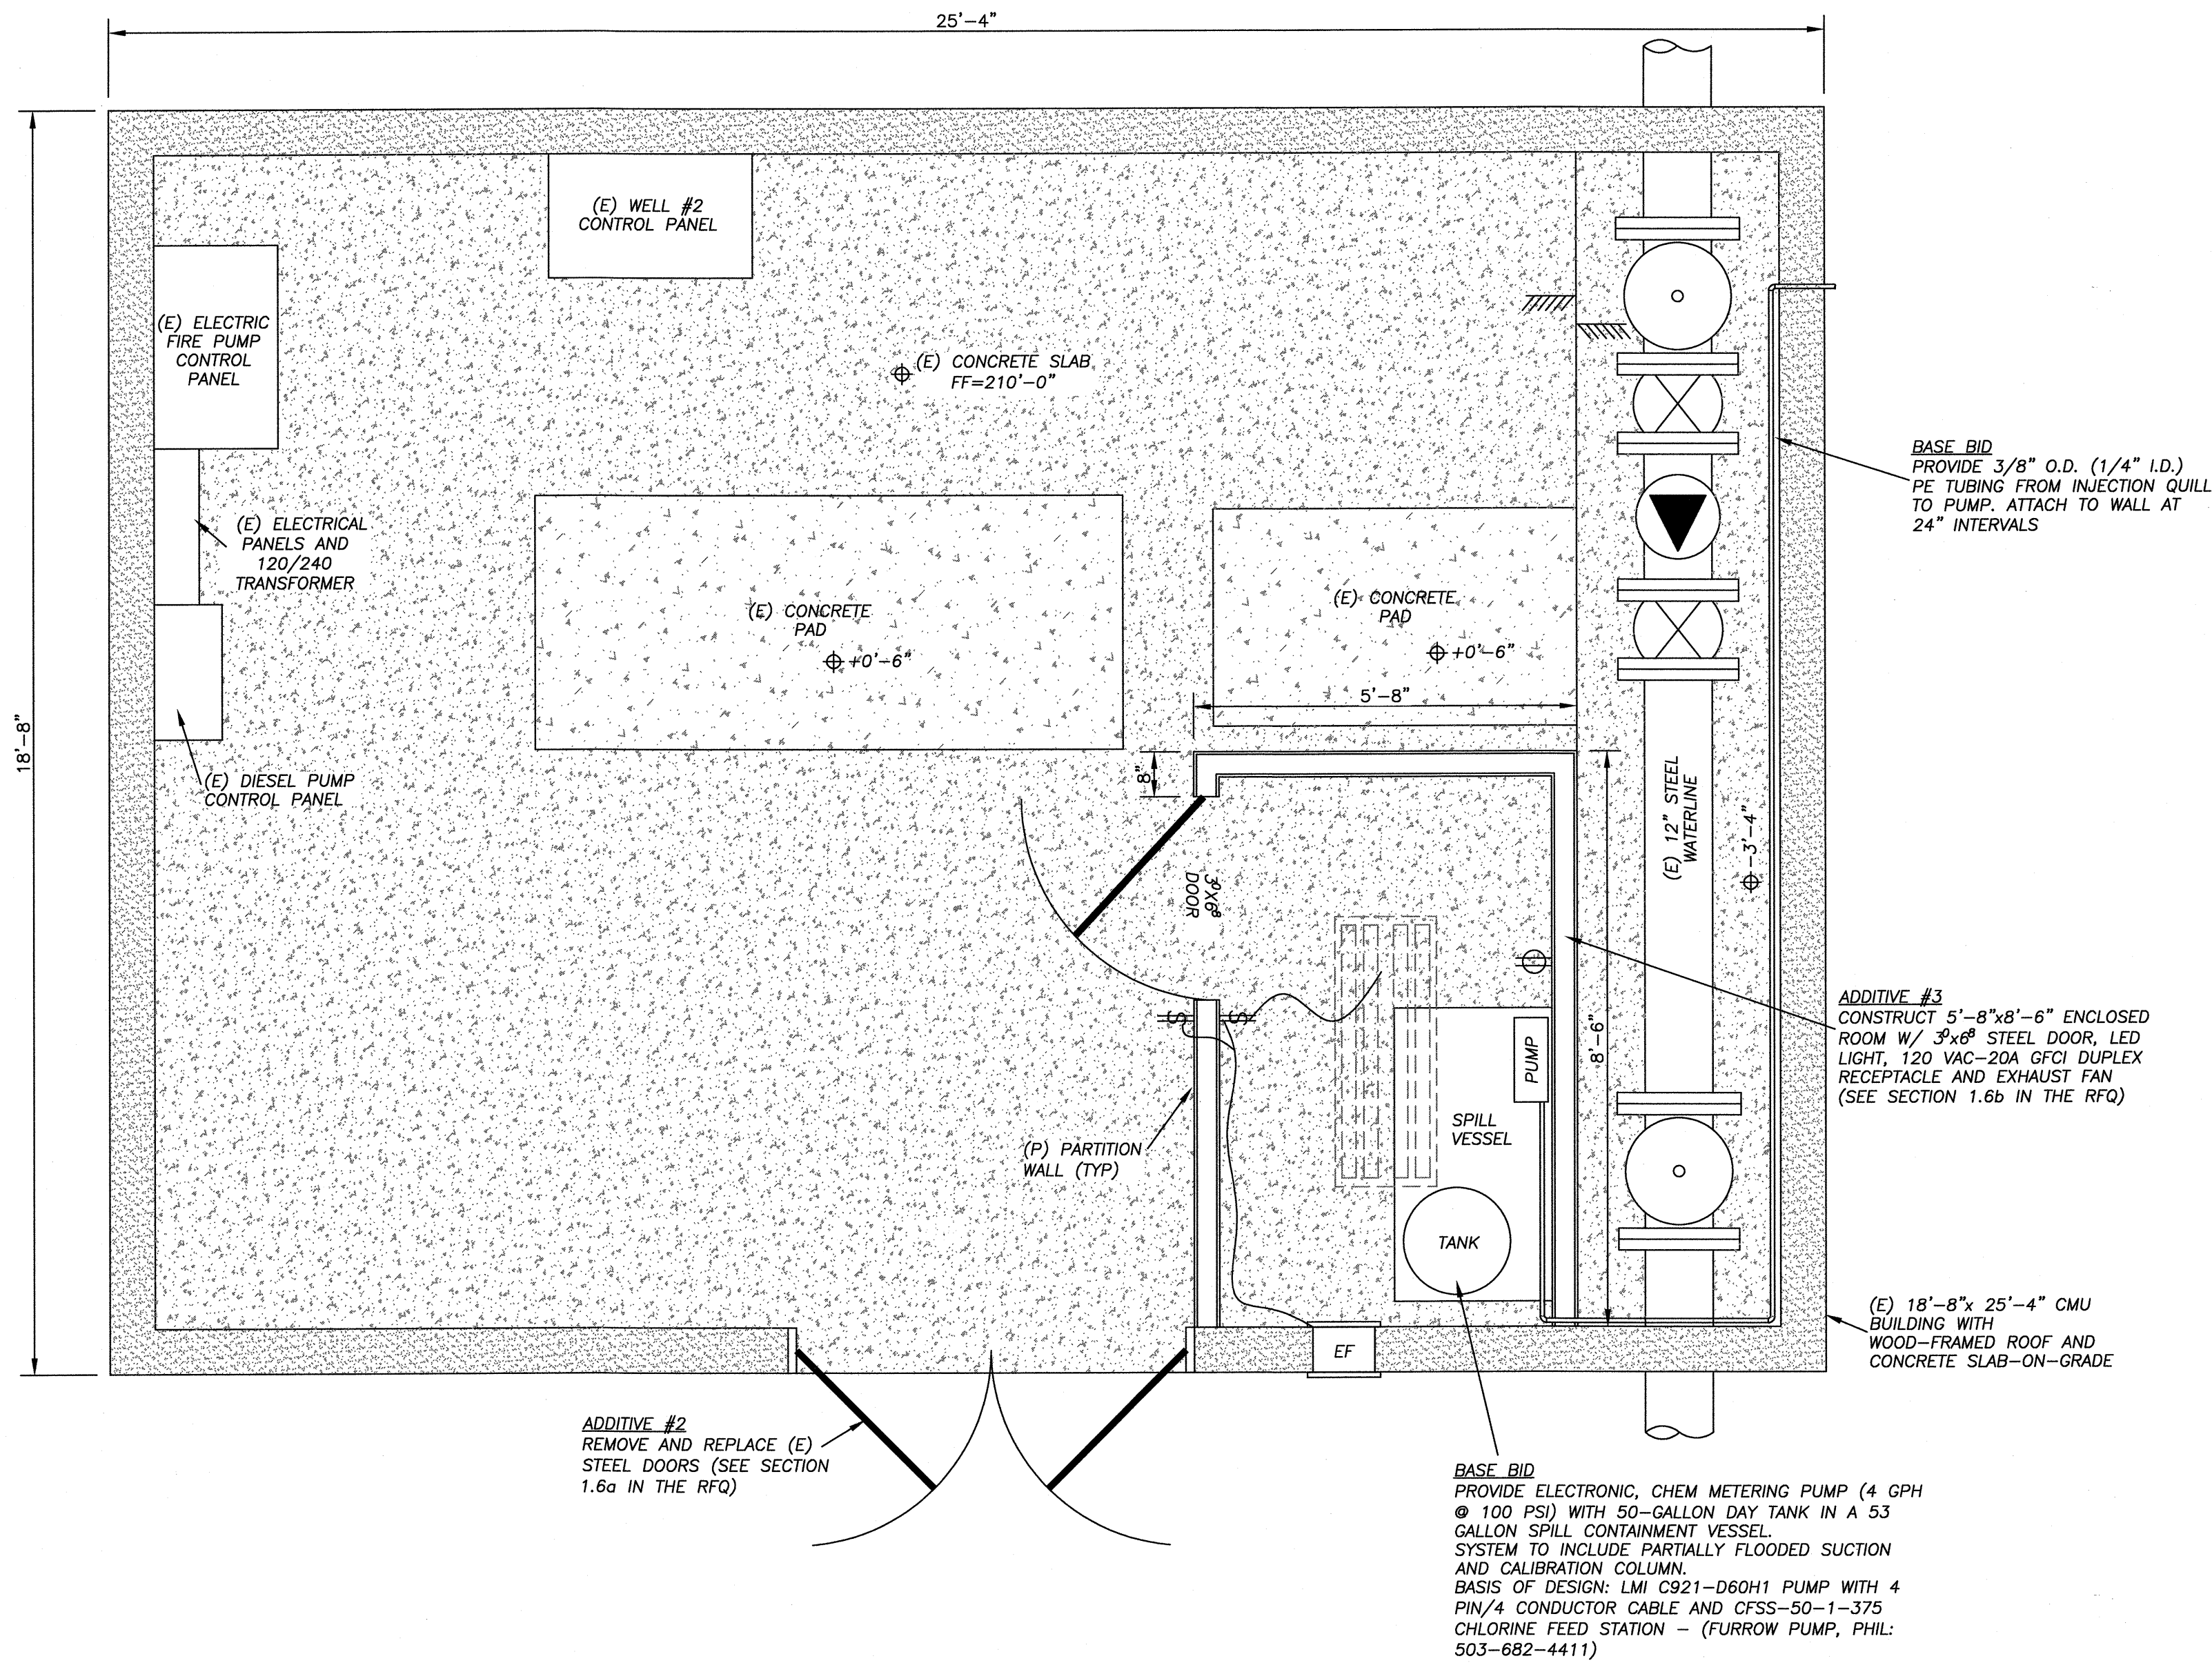 25'-4"
(E) WELL #2
CONTROL PANEL
(E) ELECTRIC
FIRE PUMP
CONTROL
PANEL
(E) CONCRETE SLAB
FF=210'-0"
BASE BID
PROVIDE 3/8" O.D. (1/4" I.D.)
PE TUBING FROM INJECTION QUILL
TO PUMP. ATTACH TO WALL AT
24" INTERVALS
(E) ELECTRICAL
PANELS AND
120/240
TRANSFORMER
(E) CONCRETE
PAD
+0'-6"
(E) CONCRETE
PAD
+0'-6"
5'-8"
18'-8"
(E) DIESEL PUMP
CONTROL PANEL
8"
(E) 12" STEEL
WATERLINE
-3'-4"
3⁰X6⁸
DOOR
S
S
PUMP
8'-6"
ADDITIVE #3
CONSTRUCT 5'-8"x8'-6" ENCLOSED
ROOM W/ 3⁰x6⁸ STEEL DOOR, LED
LIGHT, 120 VAC-20A GFCI DUPLEX
RECEPTACLE AND EXHAUST FAN
(SEE SECTION 1.6b IN THE RFQ)
SPILL
VESSEL
(P) PARTITION
WALL (TYP)
TANK
EF
(E) 18'-8"x 25'-4" CMU
BUILDING WITH
WOOD-FRAMED ROOF AND
CONCRETE SLAB-ON-GRADE
ADDITIVE #2
REMOVE AND REPLACE (E)
STEEL DOORS (SEE SECTION
1.6a IN THE RFQ)
BASE BID
PROVIDE ELECTRONIC, CHEM METERING PUMP (4 GPH
@ 100 PSI) WITH 50-GALLON DAY TANK IN A 53
GALLON SPILL CONTAINMENT VESSEL.
SYSTEM TO INCLUDE PARTIALLY FLOODED SUCTION
AND CALIBRATION COLUMN.
BASIS OF DESIGN: LMI C921-D60H1 PUMP WITH 4
PIN/4 CONDUCTOR CABLE AND CFSS-50-1-375
CHLORINE FEED STATION - (FURROW PUMP, PHIL:
503-682-4411)